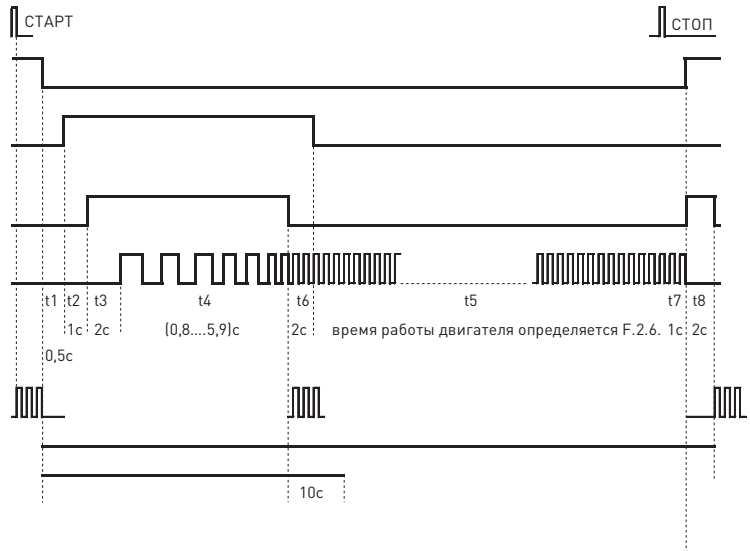 СТАРТ
СТОП
t1 t2 t3 t4 t6 t5 t7 t8
1с 2с (0,8....5,9)с 2с время работы двигателя определяется F.2.6. 1с 2с
0,5с
10с